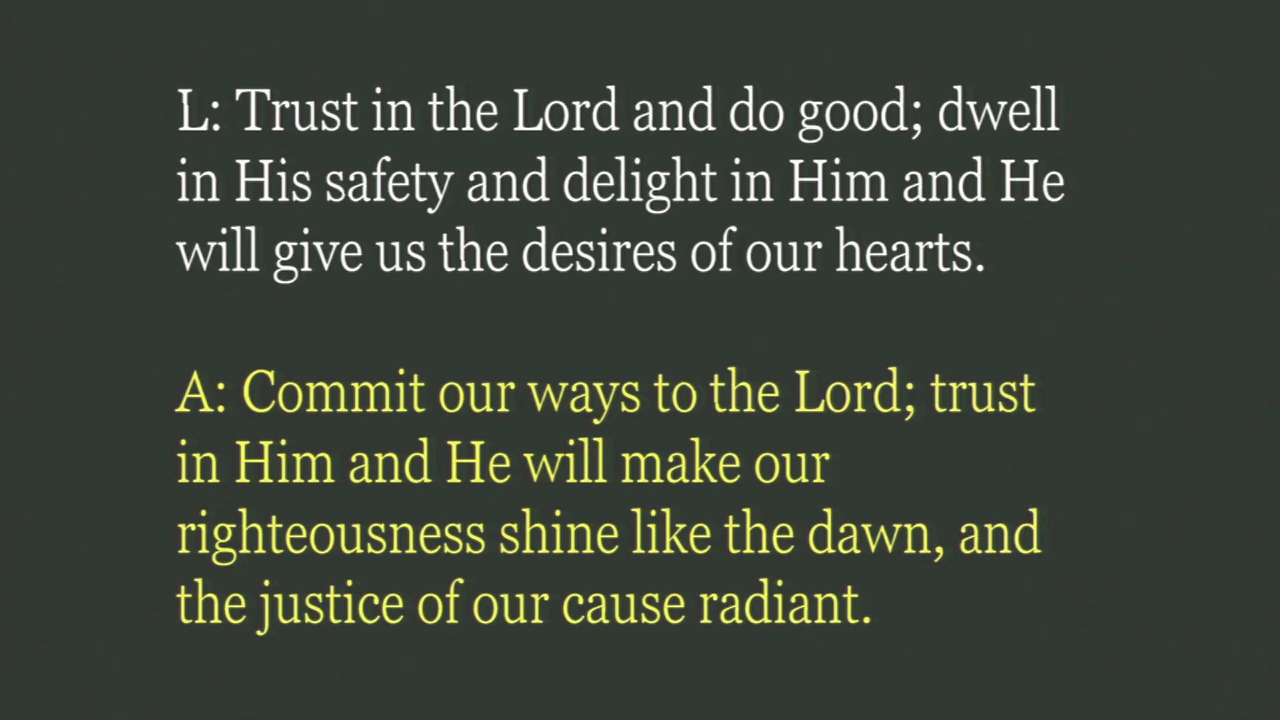 L: Trust in the Lord and do good; dwell
in His safety and delight in Him and He
will give us the desires of our hearts.
A: Commit our ways to the Lord; trust
in Him and He will make our
righteousness shine like the dawn, and
the justice of our cause radiant.